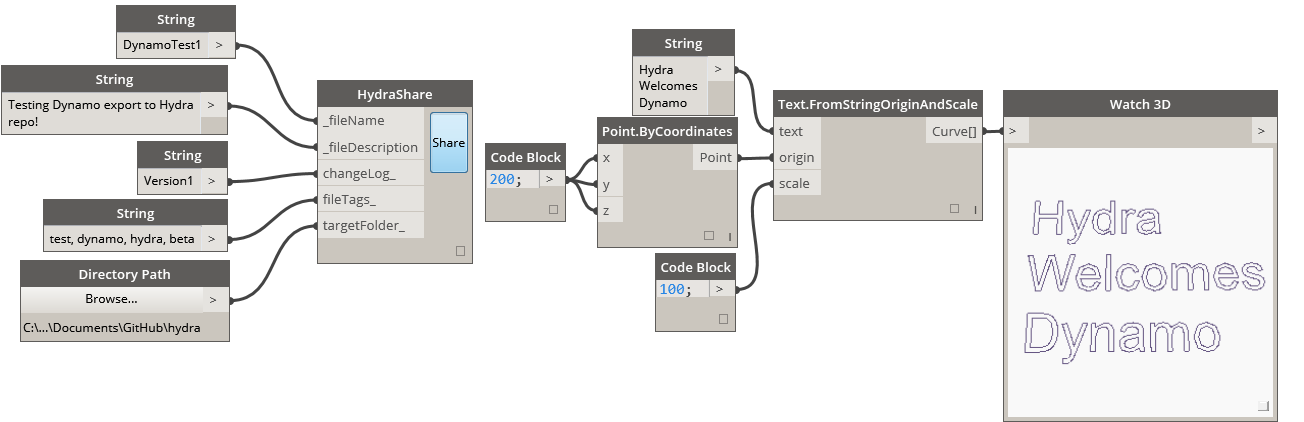 String
DynamoTest1 >
String
Testing Dynamo export to Hydra
repo!
>
String
Version1 >
String
test, dynamo, hydra, beta >
Directory Path
Browse... >
C:\...\Documents\GitHub\hydra
HydraShare
_fileName
_fileDescription
changeLog_
fileTags_
targetFolder_
Share
Code Block
200; >
Point.ByCoordinates
x
y
z
Point
String
Hydra
Welcomes
Dynamo
>
Code Block
100; >
Text.FromStringOriginAndScale
text
origin
scale
Curve[]
Watch 3D
> >
Hydra
Welcomes
Dynamo